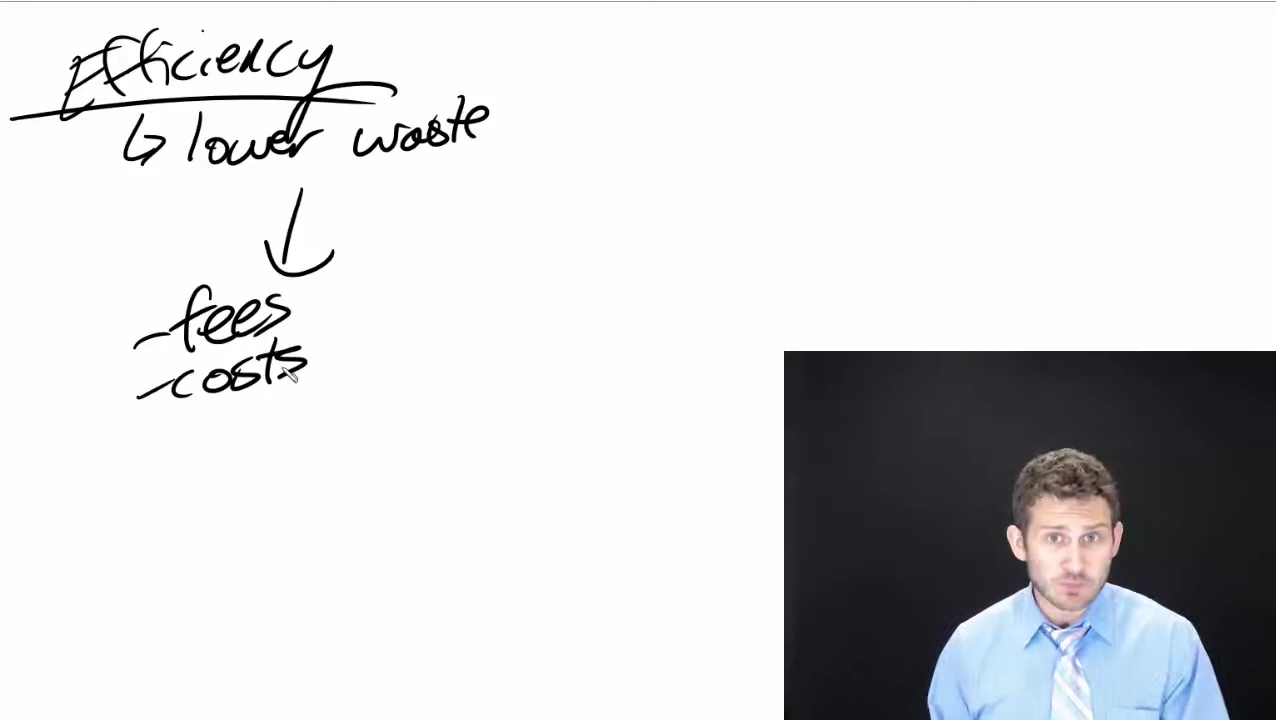 Efficiency
↳ lower waste
↓
- fees
- costs